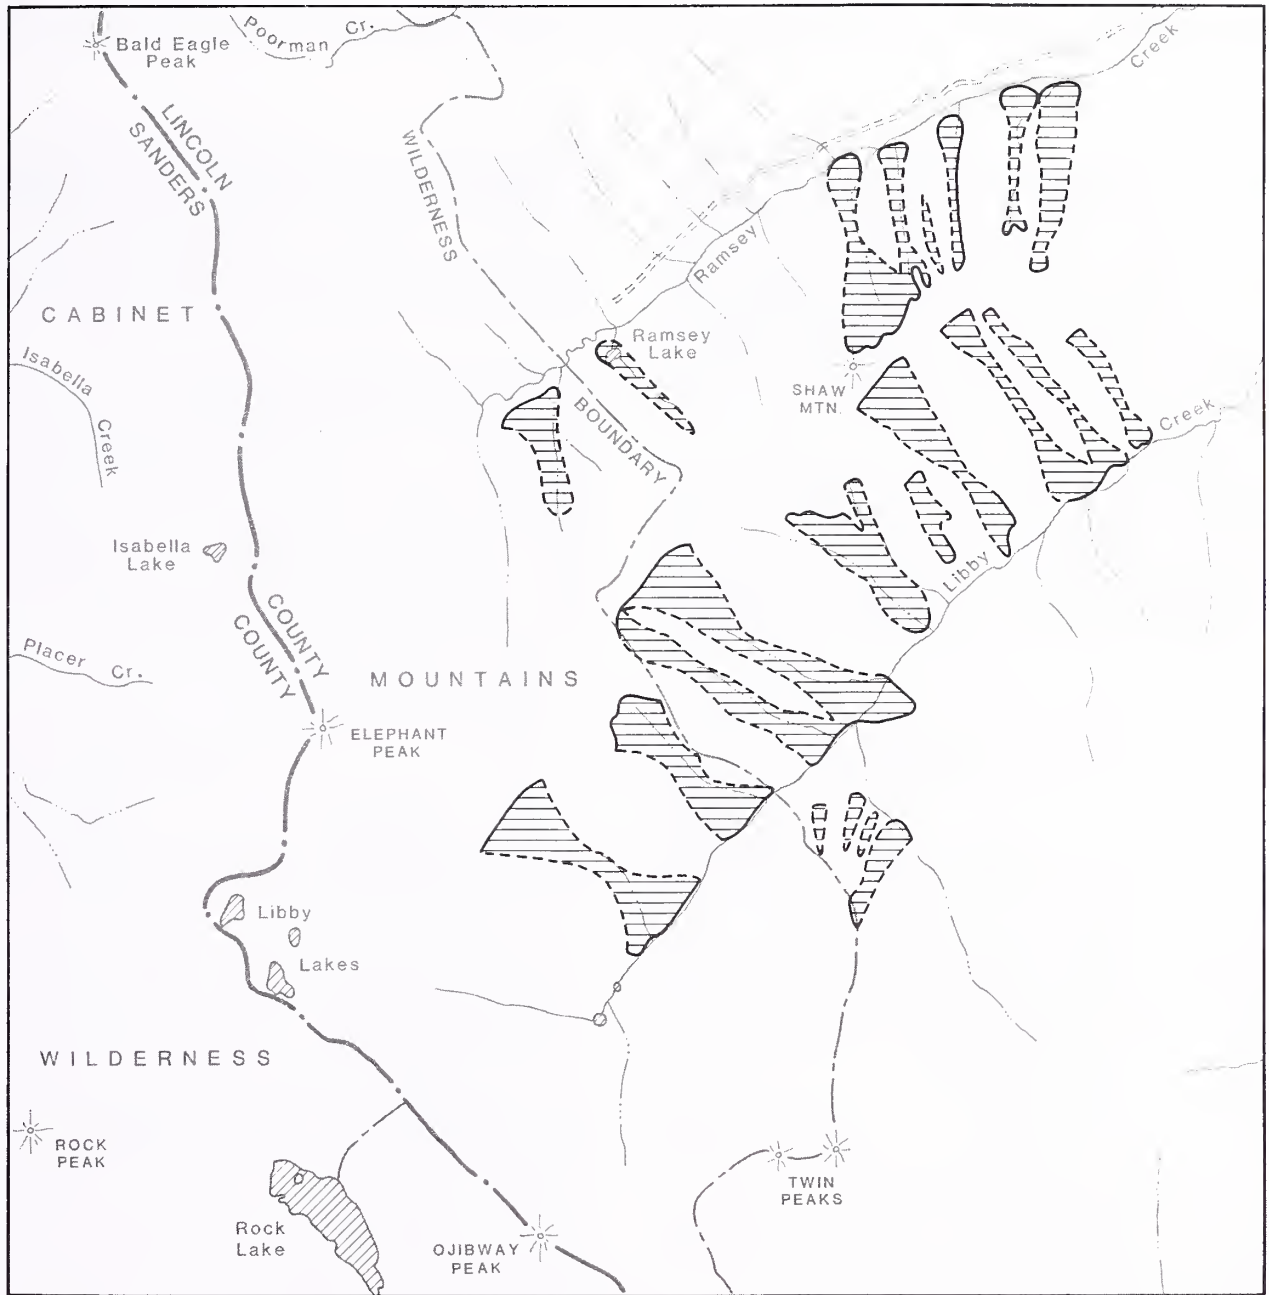 Poorman Cr.
Bald Eagle
Peak
Creek
LINCOLN
SANDERS
WILDERNESS
Ramsey
CABINET
Ramsey
Lake
Isabella
Creek
SHAW
MTN.
BOUNDARY
Creek
Isabella
Lake
Libby
COUNTY
COUNTY
Placer Cr.
MOUNTAINS
ELEPHANT
PEAK
Libby
Lakes
WILDERNESS
ROCK
PEAK
TWIN
PEAKS
Rock
Lake
OJIBWAY
PEAK